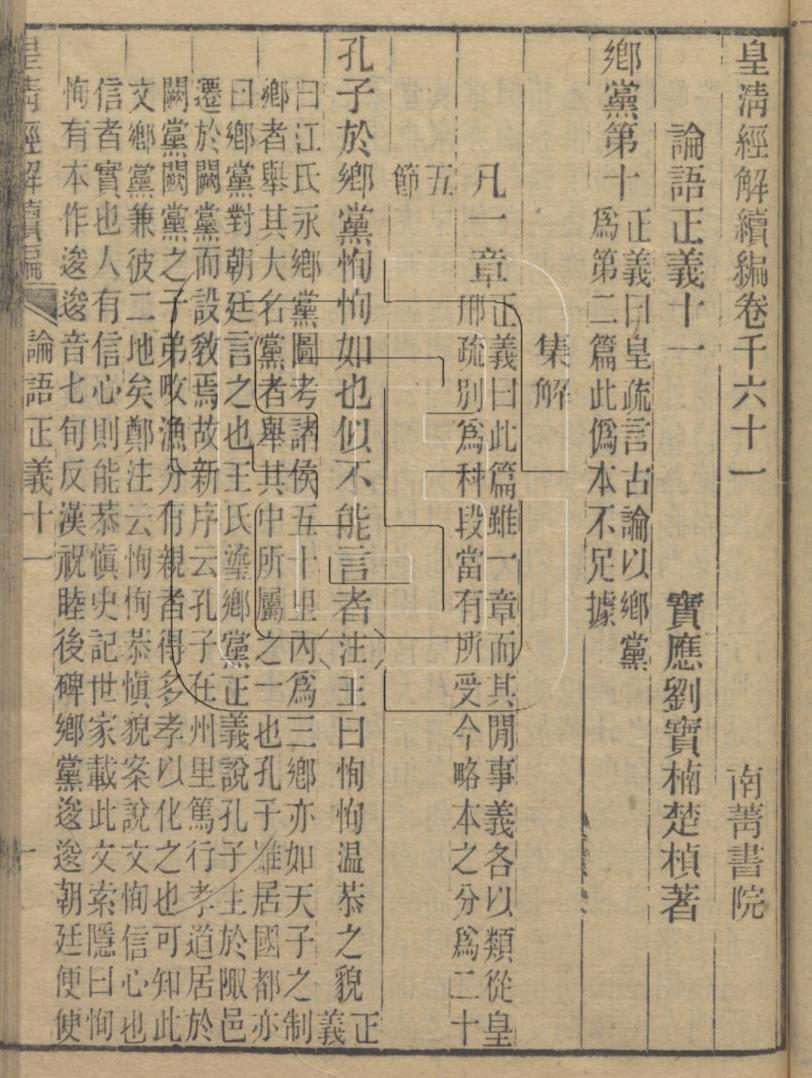 皇清經解續編卷千六十一
南菁書院
論語正義十一
寶應劉寶楠楚楨著
鄉黨第十
正義曰皇疏言古論以鄉黨
爲第二篇此僞本不足據
集解
凡一章
正義曰此篇雖一章而其閒事義各以類從皇
邢疏別爲科段當有所受今略本之分爲二十
五
節
孔子於鄉黨恂恂如也似不能言者
注王曰恂恂温恭之貌
正
義
曰江氏永鄉黨圖考諸侯五十里內爲三鄉亦如天子之制
鄉者舉其大名黨者舉其中所屬之一也孔子雖居國都亦
曰鄉黨對朝廷言之也王氏瑬鄉黨正義說孔子生於陬邑
遷於闕黨而設敎焉故新序云孔子在州里篤行孝道居於
闕黨闕黨之子弟畋漁分有親者得多孝以化之也可知此
文鄉黨兼彼二地矣鄭注云恂恂恭愼貌案說文恂信心也
信者實也人有信心則能恭愼史記世家載此文索隱曰恂
恂有本作逡逡音七旬反漢祝睦後碑鄉黨逡逡朝廷便便
皇清經解續編
論語正義十一
一